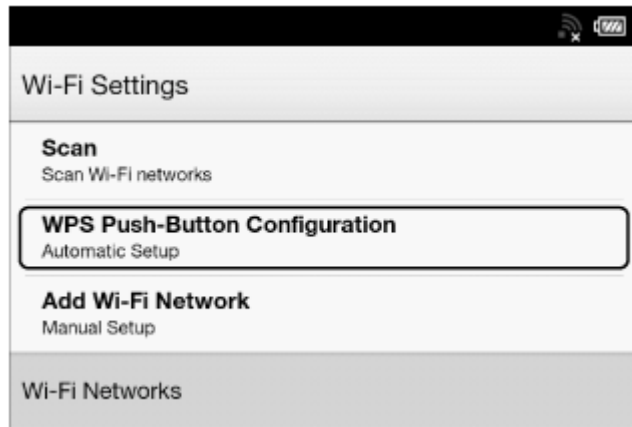 Wi-Fi Settings
Scan
Scan Wi-Fi networks
WPS Push-Button Configuration
Automatic Setup
Add Wi-Fi Network
Manual Setup
Wi-Fi Networks